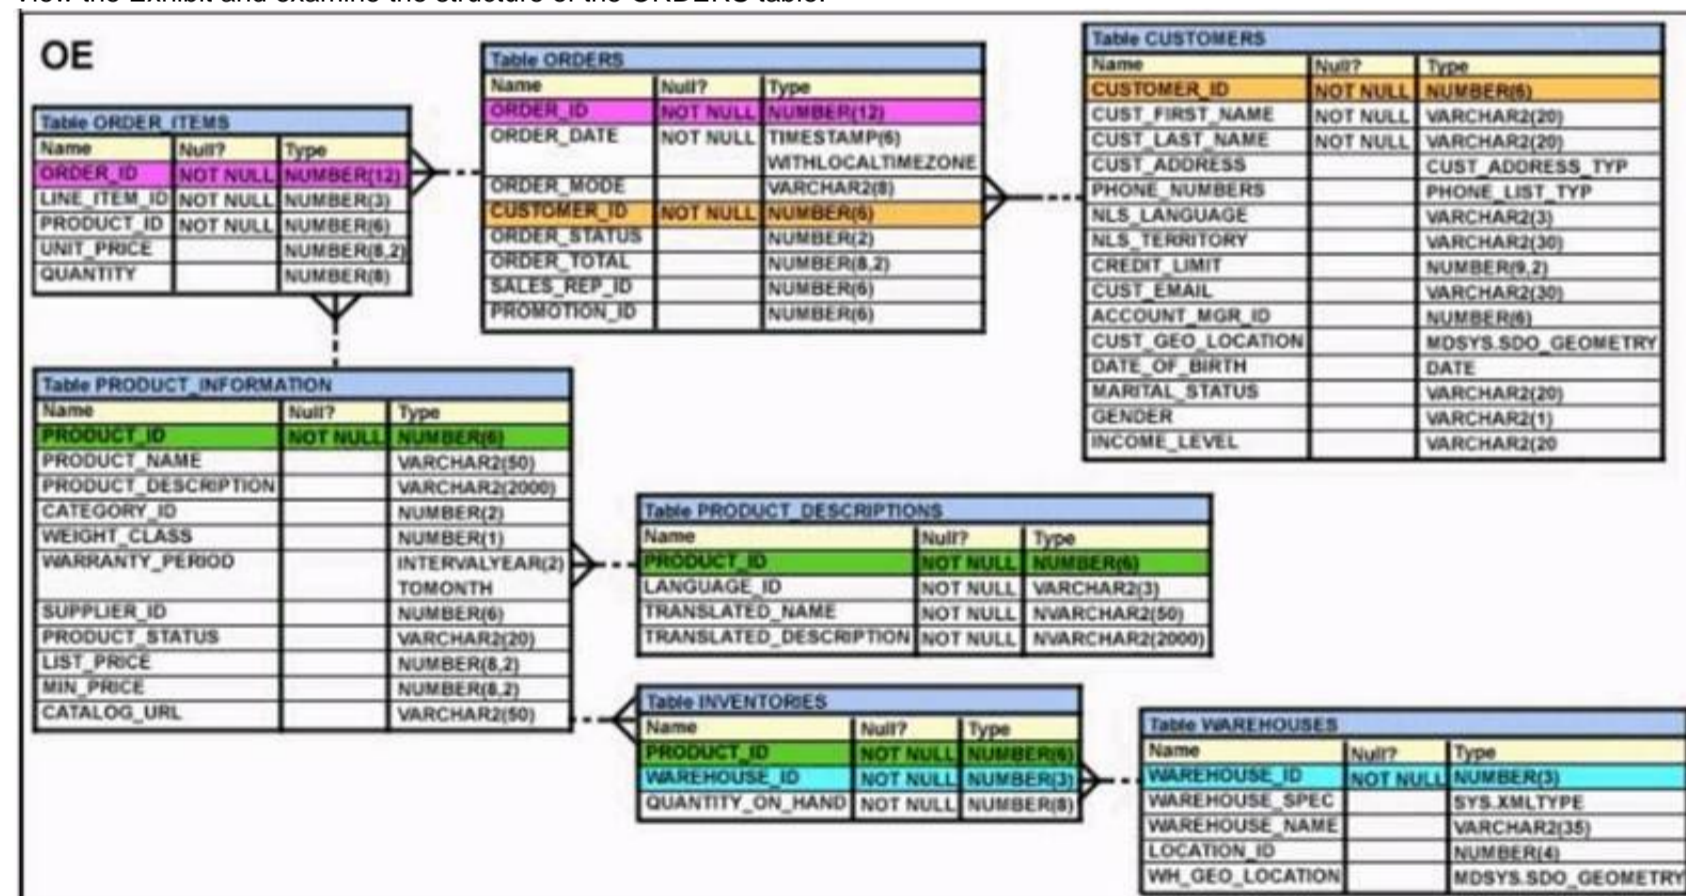 View the Exhibit and examine the structure of the ORDERS table.
OE
Table ORDER_ITEMS
Name Null? Type
ORDER_ID NOT NULL NUMBER(12)
LINE_ITEM_ID NOT NULL NUMBER(3)
PRODUCT_ID NOT NULL NUMBER(6)
UNIT_PRICE NUMBER(8,2)
QUANTITY NUMBER(8)
Table ORDERS
Name Null? Type
ORDER_ID NOT NULL NUMBER(12)
ORDER_DATE NOT NULL TIMESTAMP(6)
WITHLOCALTIMEZONE
ORDER_MODE VARCHAR2(8)
CUSTOMER_ID NOT NULL NUMBER(6)
ORDER_STATUS NUMBER(2)
ORDER_TOTAL NUMBER(8,2)
SALES_REP_ID NUMBER(6)
PROMOTION_ID NUMBER(6)
Table CUSTOMERS
Name Null? Type
CUSTOMER_ID NOT NULL NUMBER(6)
CUST_FIRST_NAME NOT NULL VARCHAR2(20)
CUST_LAST_NAME NOT NULL VARCHAR2(20)
CUST_ADDRESS CUST_ADDRESS_TYP
PHONE_NUMBERS PHONE_LIST_TYP
NLS_LANGUAGE VARCHAR2(3)
NLS_TERRITORY VARCHAR2(30)
CREDIT_LIMIT NUMBER(9,2)
CUST_EMAIL VARCHAR2(30)
ACCOUNT_MGR_ID NUMBER(6)
CUST_GEO_LOCATION MDSYS.SDO_GEOMETRY
DATE_OF_BIRTH DATE
MARITAL_STATUS VARCHAR2(20)
GENDER VARCHAR2(1)
INCOME_LEVEL VARCHAR2(20
Table PRODUCT_INFORMATION
Name Null? Type
PRODUCT_ID NOT NULL NUMBER(6)
PRODUCT_NAME VARCHAR2(50)
PRODUCT_DESCRIPTION VARCHAR2(2000)
CATEGORY_ID NUMBER(2)
WEIGHT_CLASS NUMBER(1)
WARRANTY_PERIOD INTERVALYEAR(2)
TOMONTH
SUPPLIER_ID NUMBER(6)
PRODUCT_STATUS VARCHAR2(20)
LIST_PRICE NUMBER(8,2)
MIN_PRICE NUMBER(8,2)
CATALOG_URL VARCHAR2(50)
Table PRODUCT_DESCRIPTIONS
Name Null? Type
PRODUCT_ID NOT NULL NUMBER(6)
LANGUAGE_ID NOT NULL VARCHAR2(3)
TRANSLATED_NAME NOT NULL NVARCHAR2(50)
TRANSLATED_DESCRIPTION NOT NULL NVARCHAR2(2000)
Table INVENTORIES
Name Null? Type
PRODUCT_ID NOT NULL NUMBER(6)
WAREHOUSE_ID NOT NULL NUMBER(3)
QUANTITY_ON_HAND NOT NULL NUMBER(8)
Table WAREHOUSES
Name Null? Type
WAREHOUSE_ID NOT NULL NUMBER(3)
WAREHOUSE_SPEC SYS.XMLTYPE
WAREHOUSE_NAME VARCHAR2(35)
LOCATION_ID NUMBER(4)
WH_GEO_LOCATION MDSYS.SDO_GEOMETRY